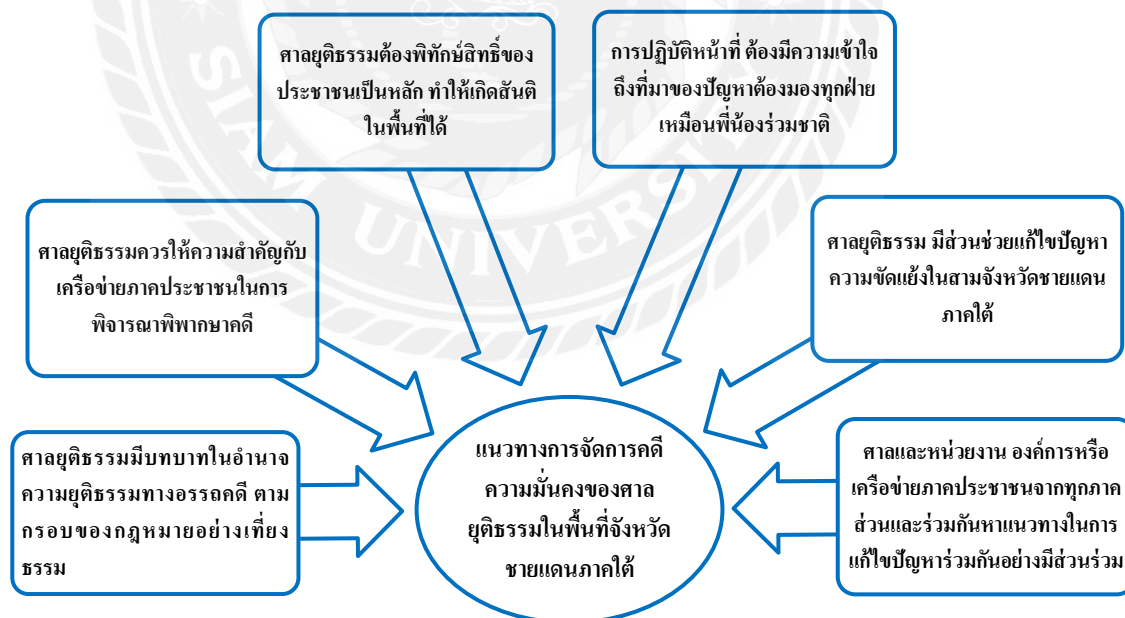 ศาลยุติธรรมต้องพิทักษ์สิทธิ์ของ
ประชาชนเป็นหลัก ทำให้เกิดสันติ
ในพื้นที่ได้
การปฏิบัติหน้าที่ ต้องมีความเข้าใจ
ถึงที่มาของปัญหาต้องมองทุกฝ่าย
เหมือนพี่น้องร่วมชาติ
ศาลยุติธรรมควรให้ความสำคัญกับ
เครือข่ายภาคประชาชนในการ
พิจารณาพิพากษาคดี
ศาลยุติธรรม มีส่วนช่วยแก้ไขปัญหา
ความขัดแย้งในสามจังหวัดชายแดน
ภาคใต้
ศาลยุติธรรมมีบทบาทในอำนาจ
ความยุติธรรมทางอรรถคดี ตาม
กรอบของกฎหมายอย่างเที่ยง
ธรรม
แนวทางการจัดการคดี
ความมั่นคงของศาล
ยุติธรรมในพื้นที่จังหวัด
ชายแดนภาคใต้
ศาลและหน่วยงาน องค์การหรือ
เครือข่ายภาคประชาชนจากทุกภาค
ส่วนและร่วมกันหาแนวทางในการ
แก้ไขปัญหาร่วมกันอย่างมีส่วนร่วม
SIAM UNIVERSITY